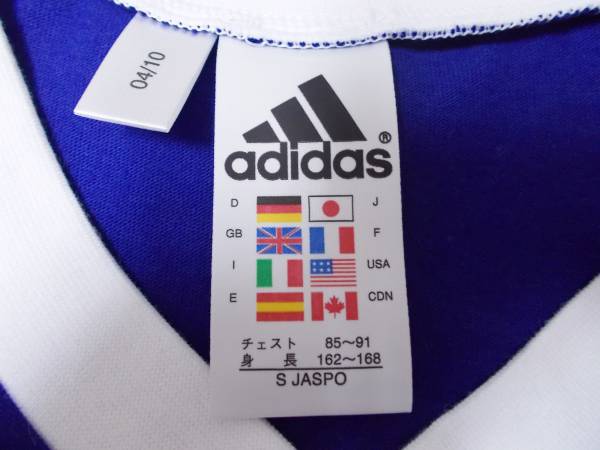 04/10
adidas®
D J
GB F
I USA
E CDN
チェスト 85〜91
身長 162〜168
S JASPO